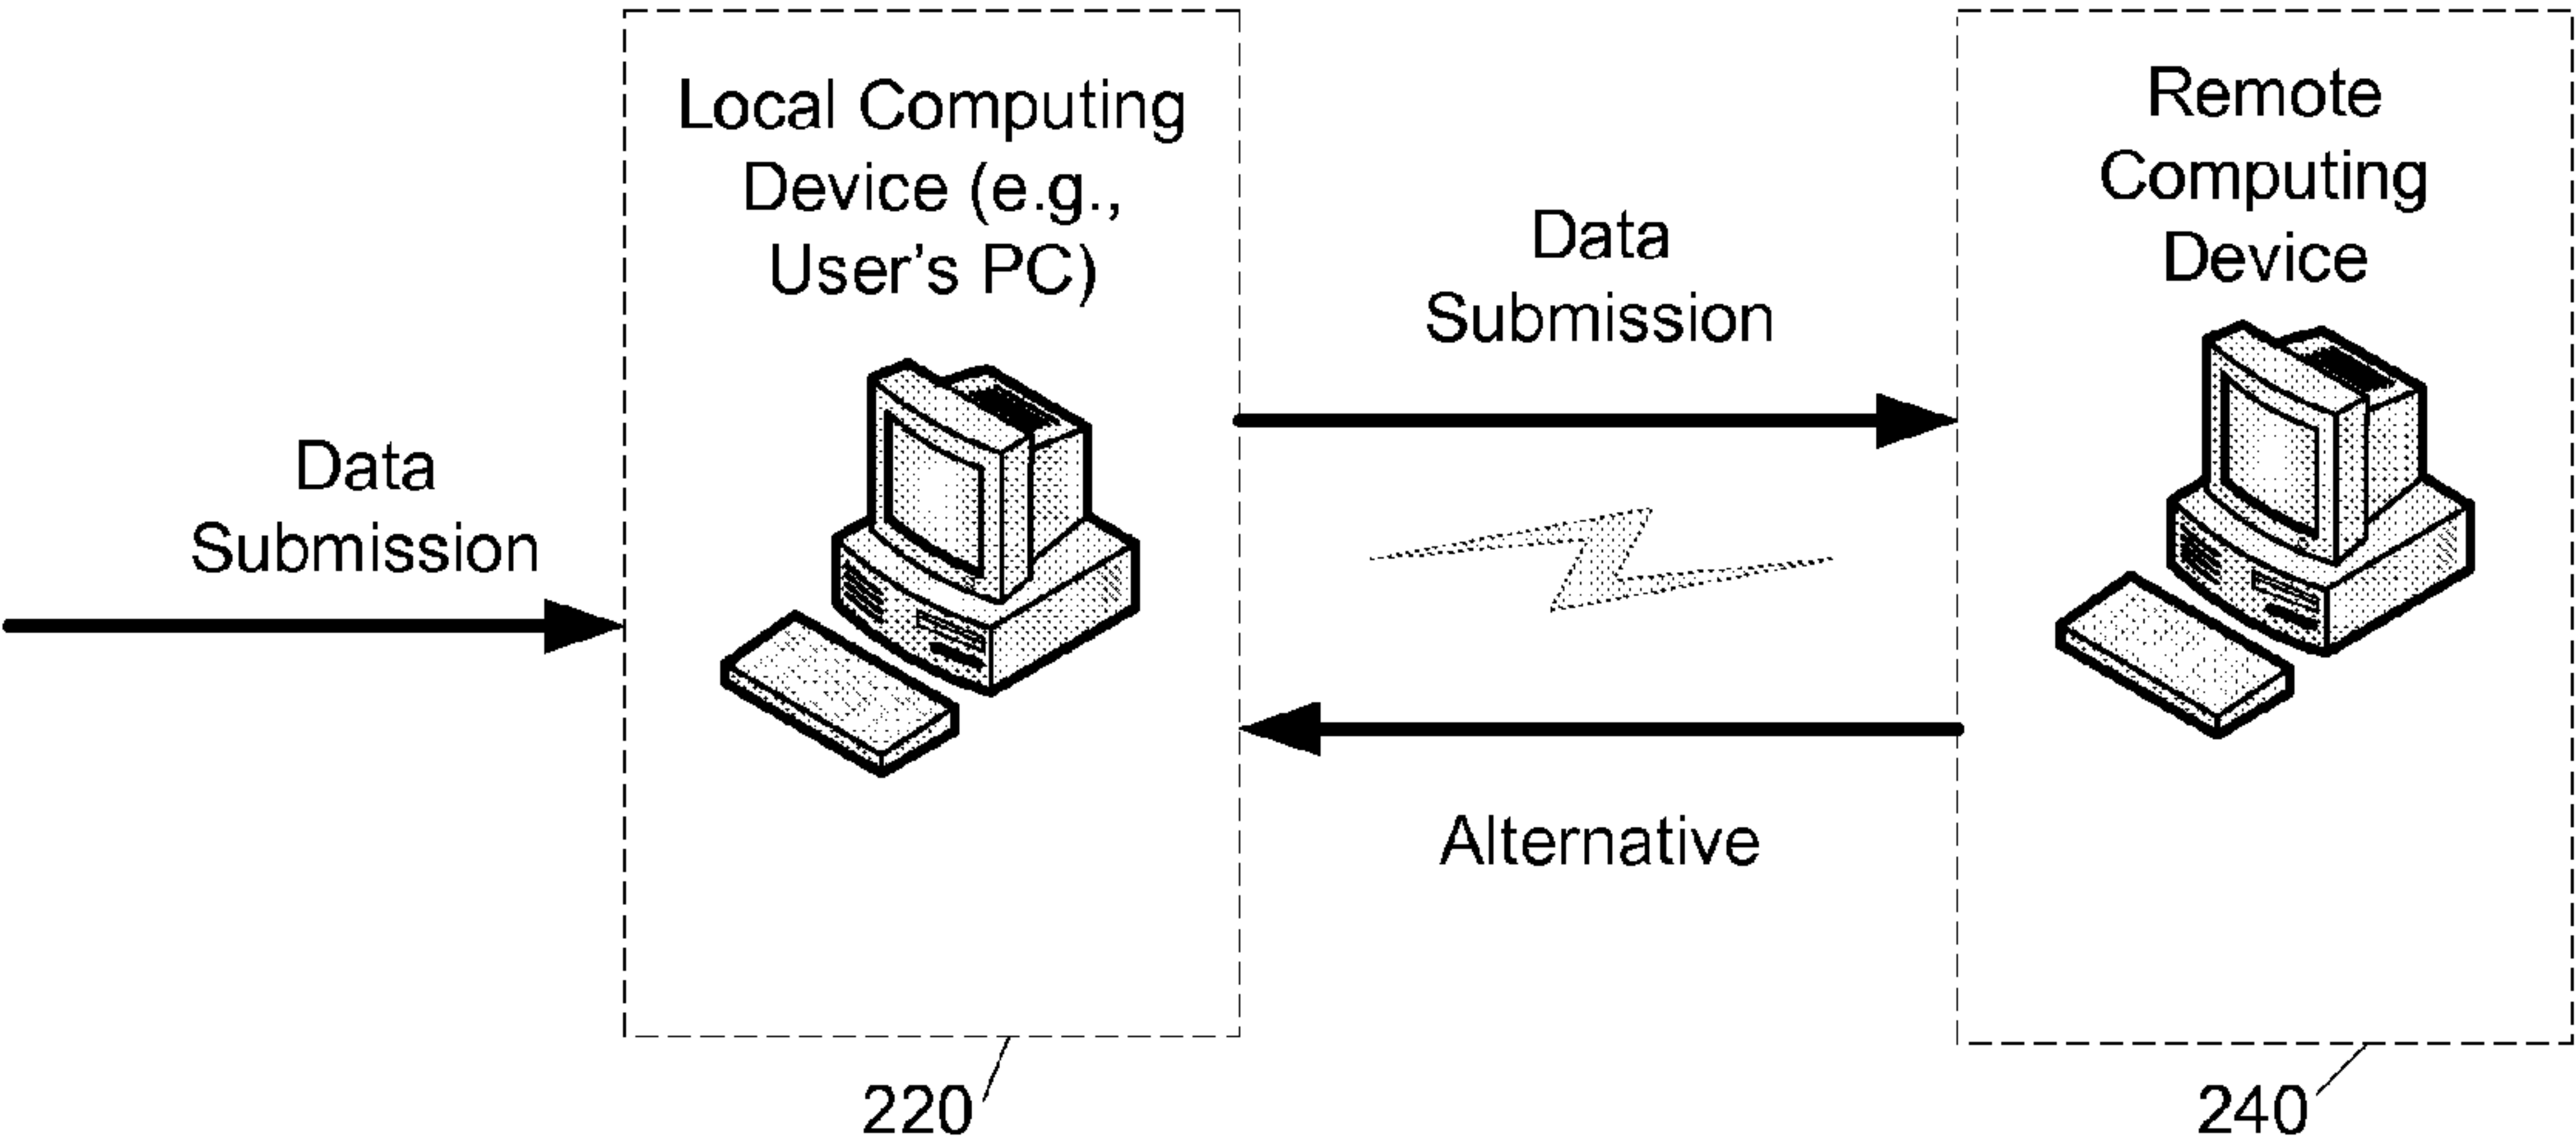 Data
Submission
Local Computing
Device (e.g.,
User’s PC)
Data
Submission
Alternative
Remote
Computing
Device
220
240